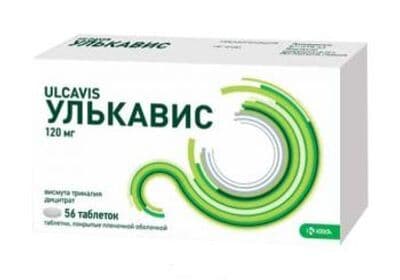 ULCAVIS
УЛЬКАВИС
120 мг
висмута трикалия
дицитрат
56 таблеток
таблетки, покрытые пленочной оболочкой
KRKA